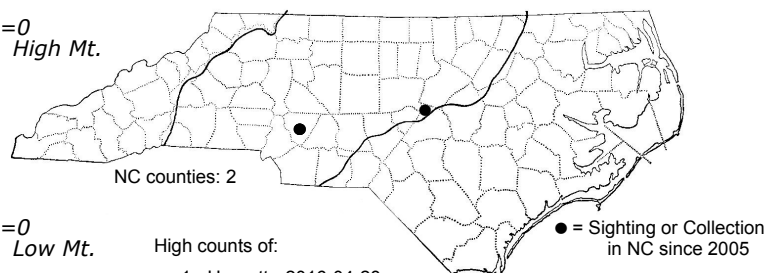 =0
High Mt.
NC counties: 2
=0
Low Mt.
High counts of:
● = Sighting or Collection
in NC since 2005